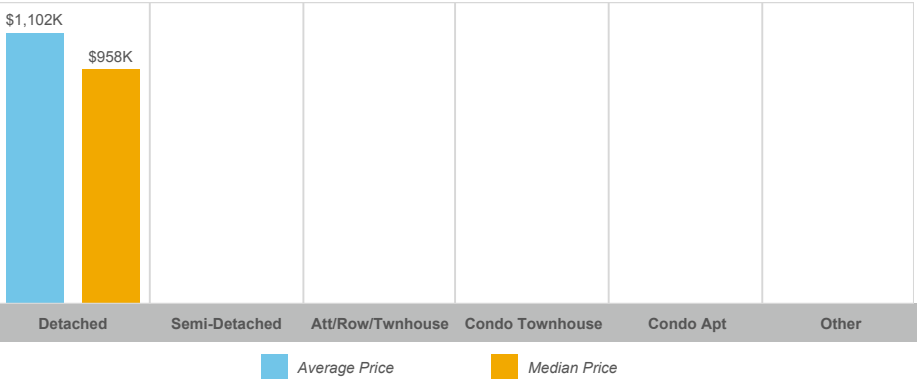 $1,102K
$958K
Detached Semi-Detached Att/Row/Twnhouse Condo Townhouse Condo Apt Other
Average Price Median Price